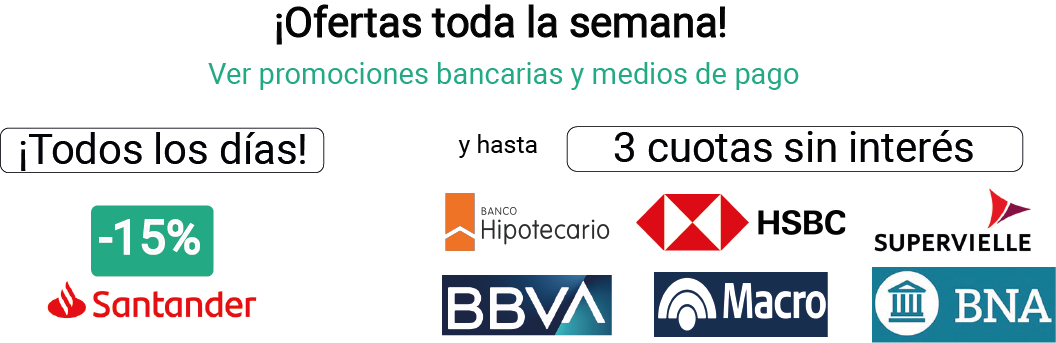 ¡Ofertas toda la semana!
Ver promociones bancarias y medios de pago
¡Todos los días!
y hasta
3 cuotas sin interés
-15%
Santander
BANCO
Hipotecario
HSBC
SUPERVIELLE
BBVA
Macro
BNA